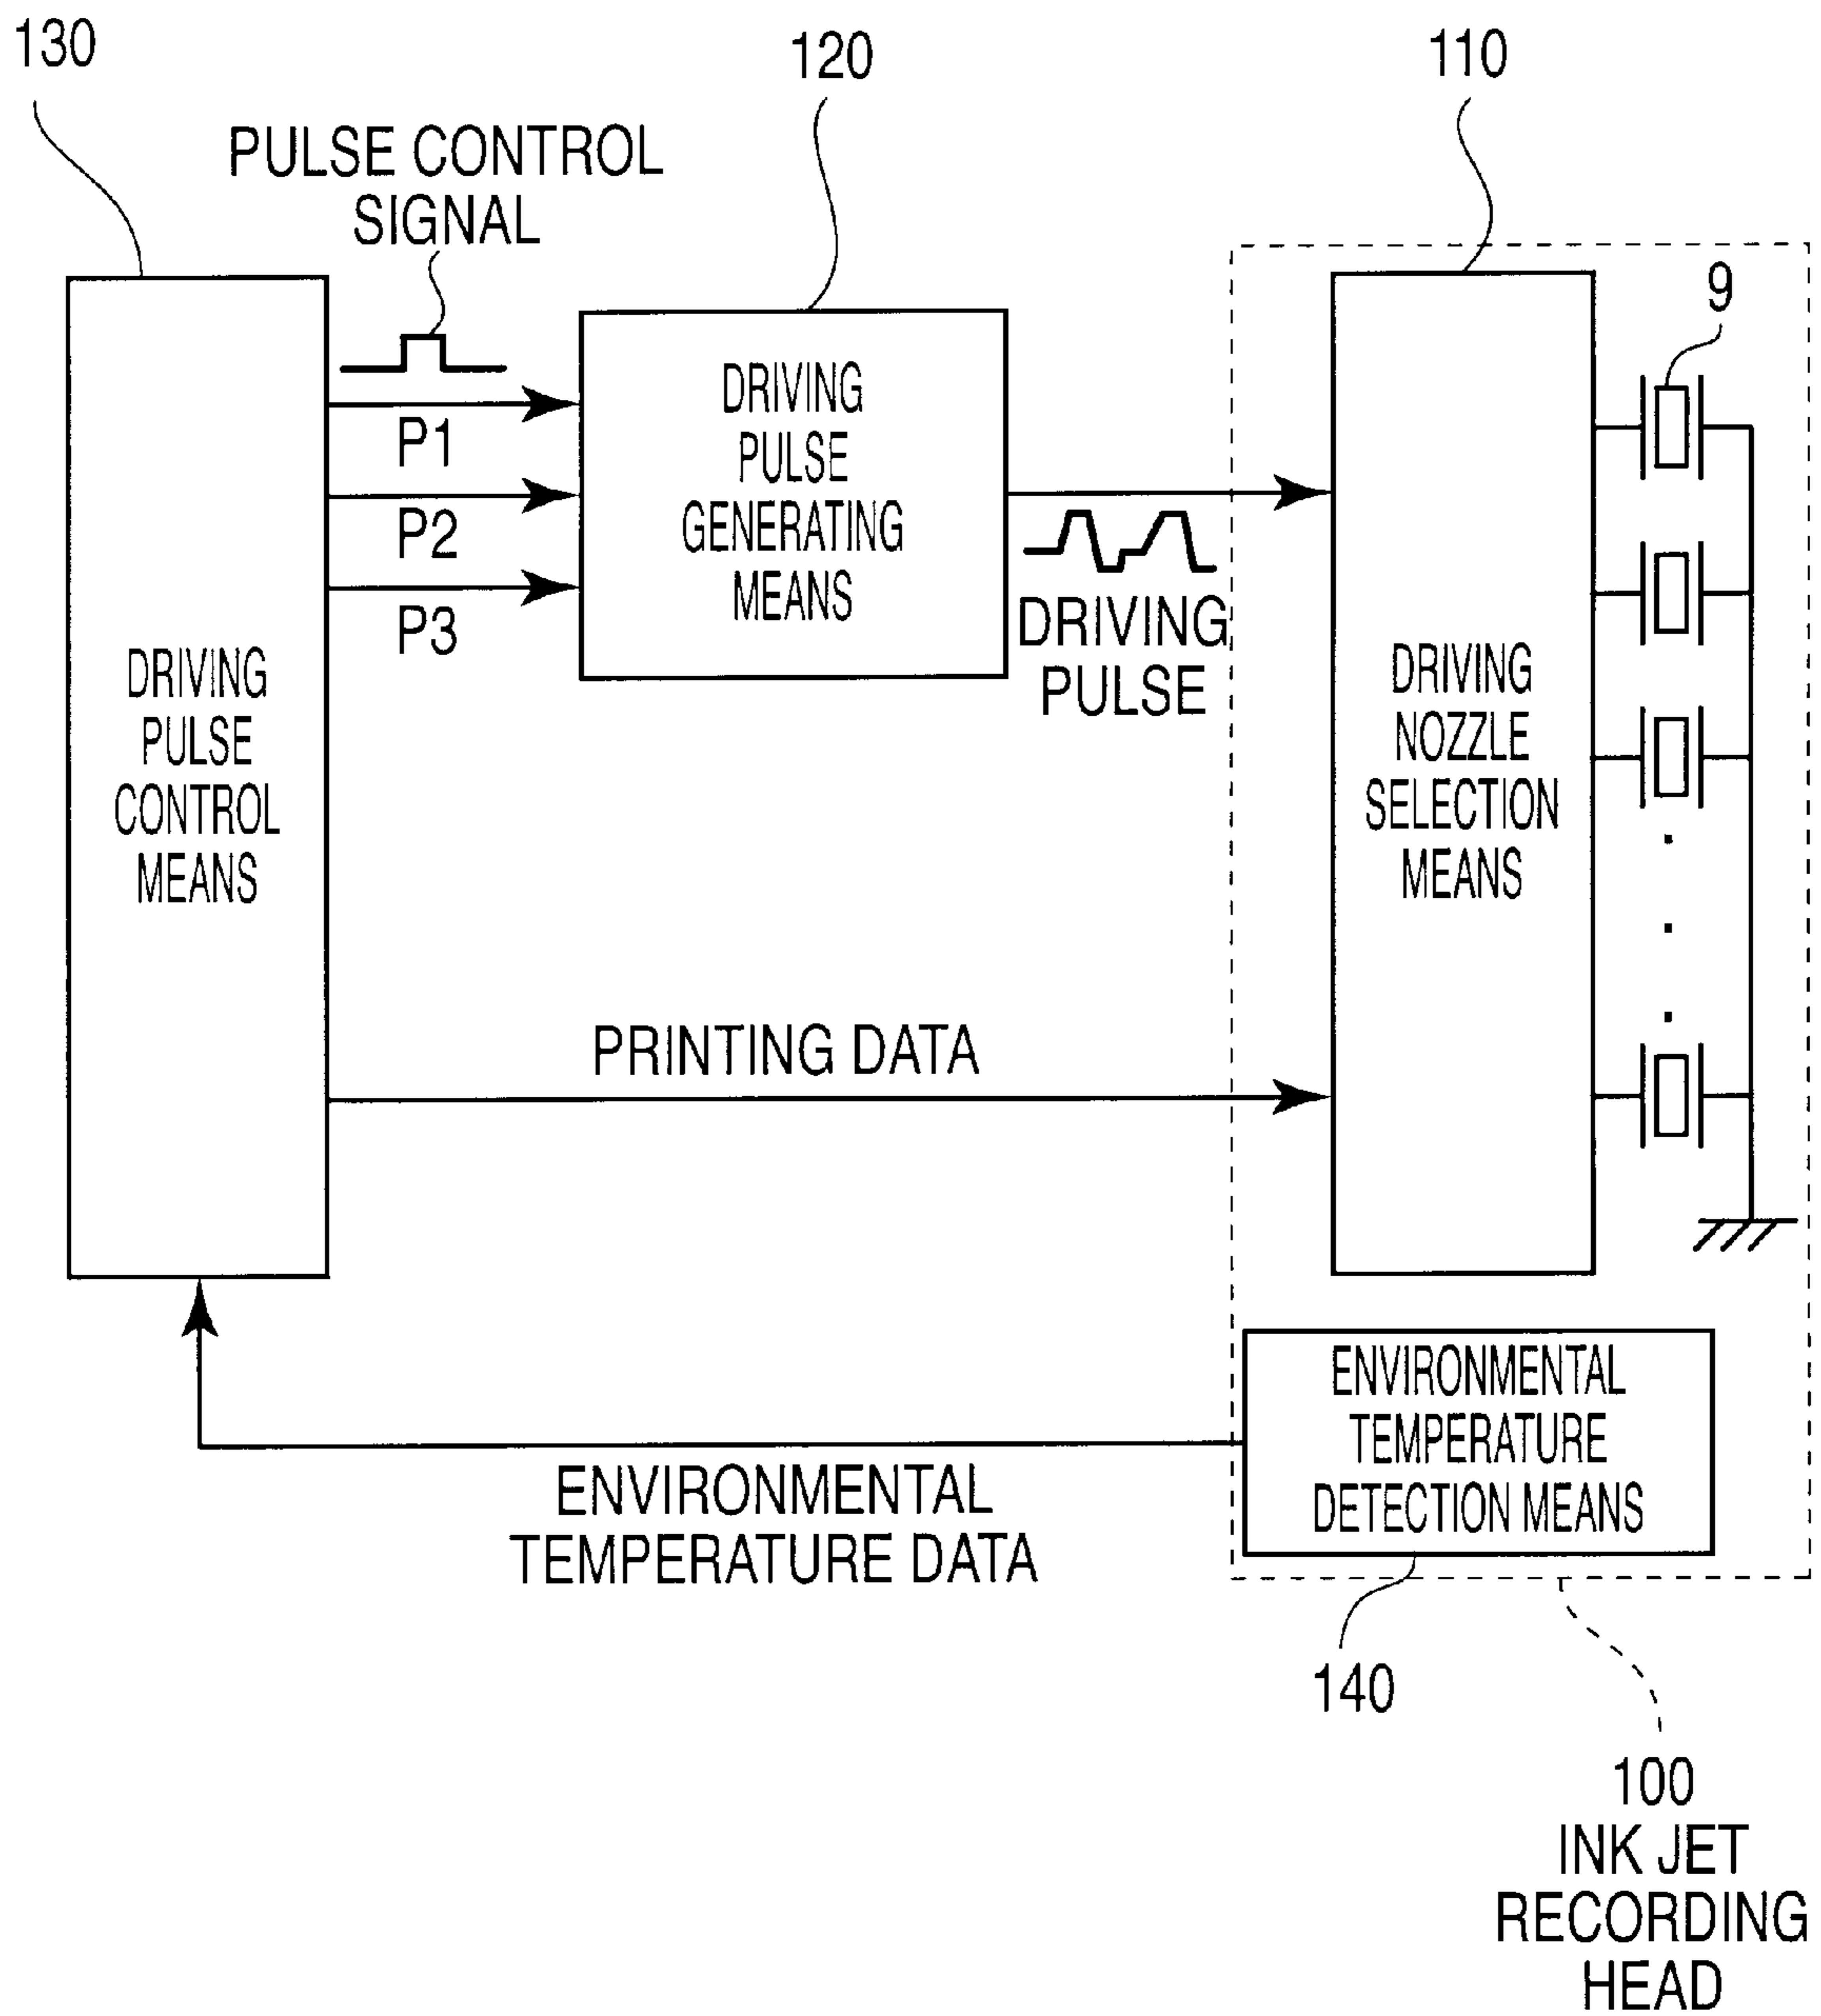 130
120
110
PULSE CONTROL
SIGNAL
9
P1
P2
P3
DRIVING
PULSE
GENERATING
MEANS
DRIVING
PULSE
DRIVING
PULSE
CONTROL
MEANS
DRIVING
NOZZLE
SELECTION
MEANS
PRINTING DATA
ENVIRONMENTAL
TEMPERATURE
DETECTION MEANS
ENVIRONMENTAL
TEMPERATURE DATA
140
100
INK JET
RECORDING
HEAD